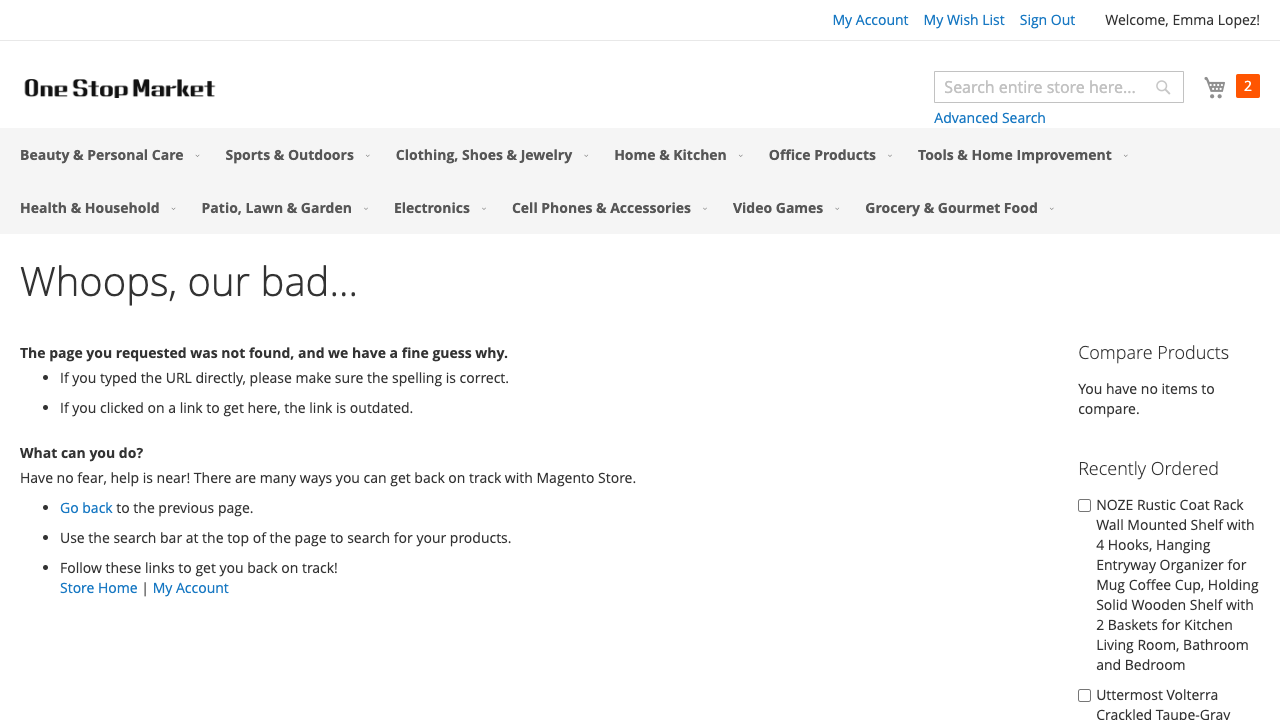 My Account My Wish List Sign Out Welcome, Emma Lopez!
One Stop Market
Search entire store here...
2
Advanced Search
Beauty & Personal Care Sports & Outdoors Clothing, Shoes & Jewelry Home & Kitchen Office Products Tools & Home Improvement
Health & Household Patio, Lawn & Garden Electronics Cell Phones & Accessories Video Games Grocery & Gourmet Food
Whoops, our bad...
The page you requested was not found, and we have a fine guess why.
If you typed the URL directly, please make sure the spelling is correct.
If you clicked on a link to get here, the link is outdated.
What can you do?
Have no fear, help is near! There are many ways you can get back on track with Magento Store.
Go back to the previous page.
Use the search bar at the top of the page to search for your products.
Follow these links to get you back on track!
Store Home | My Account
Compare Products
You have no items to
compare.
Recently Ordered
NOZE Rustic Coat Rack
Wall Mounted Shelf with
4 Hooks, Hanging
Entryway Organizer for
Mug Coffee Cup, Holding
Solid Wooden Shelf with
2 Baskets for Kitchen
Living Room, Bathroom
and Bedroom
Uttermost Volterra
Crackled Taupe-Gray